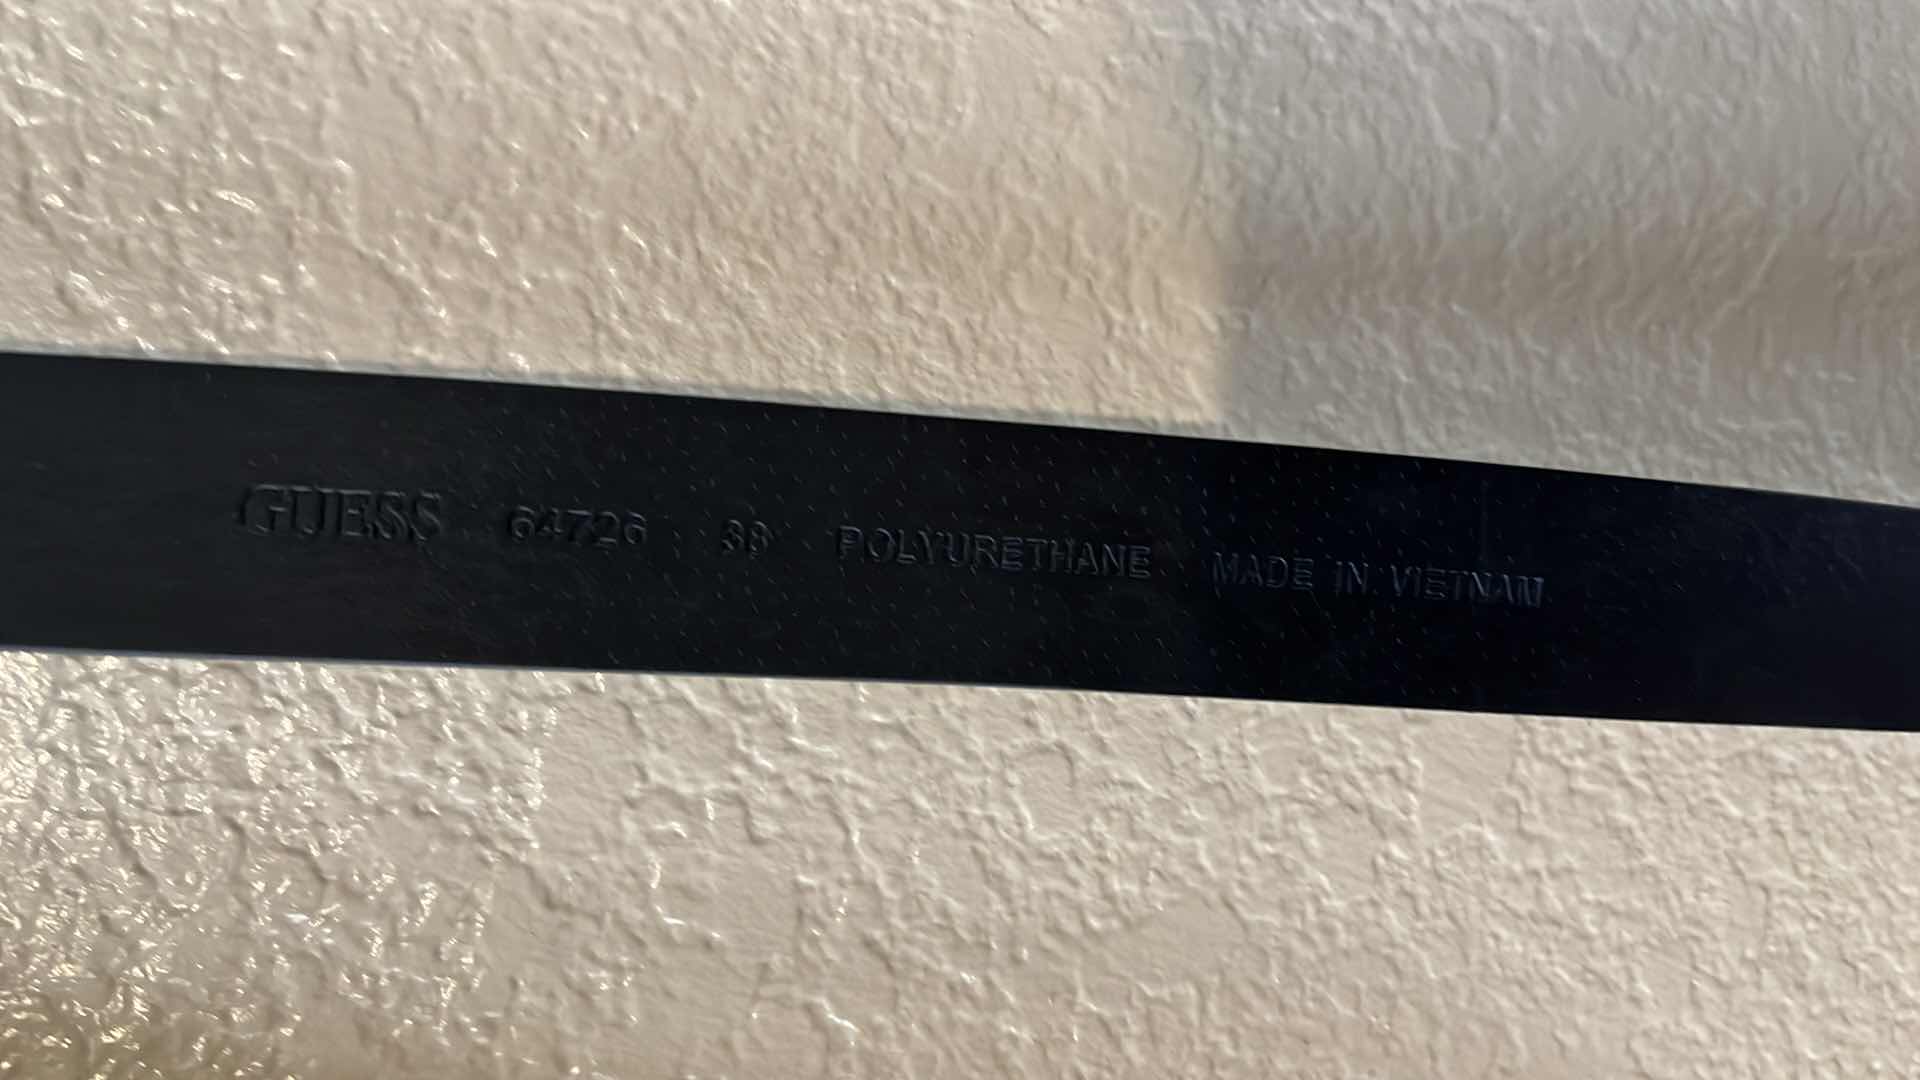 GUESS 64726 38 POLYURETHANE MADE IN VIETNAM